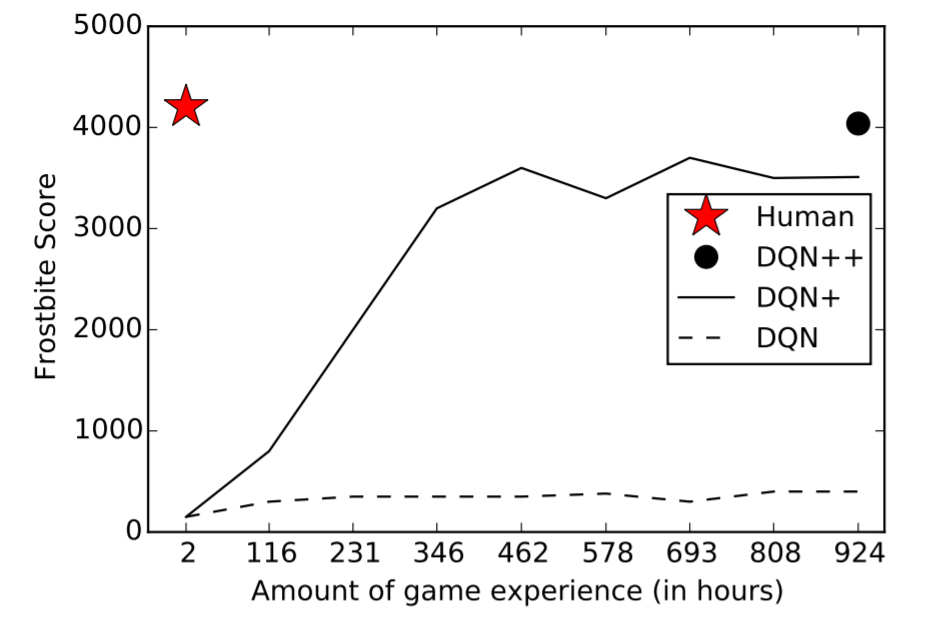 5000
4000
3000
2000
1000
0
Frostbite Score
Human
DQN++
DQN+
DQN
2 116 231 346 462 578 693 808 924
Amount of game experience (in hours)